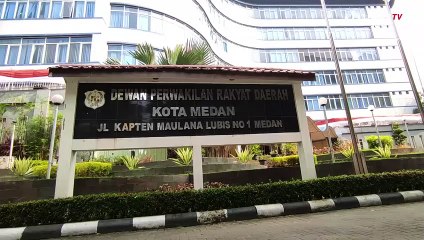 TV
DEWAN PERWAKILAN RAKYAT DAERAH
KOTA MEDAN
JL KAPTEN MAULANA LUBIS NO 1 MEDAN